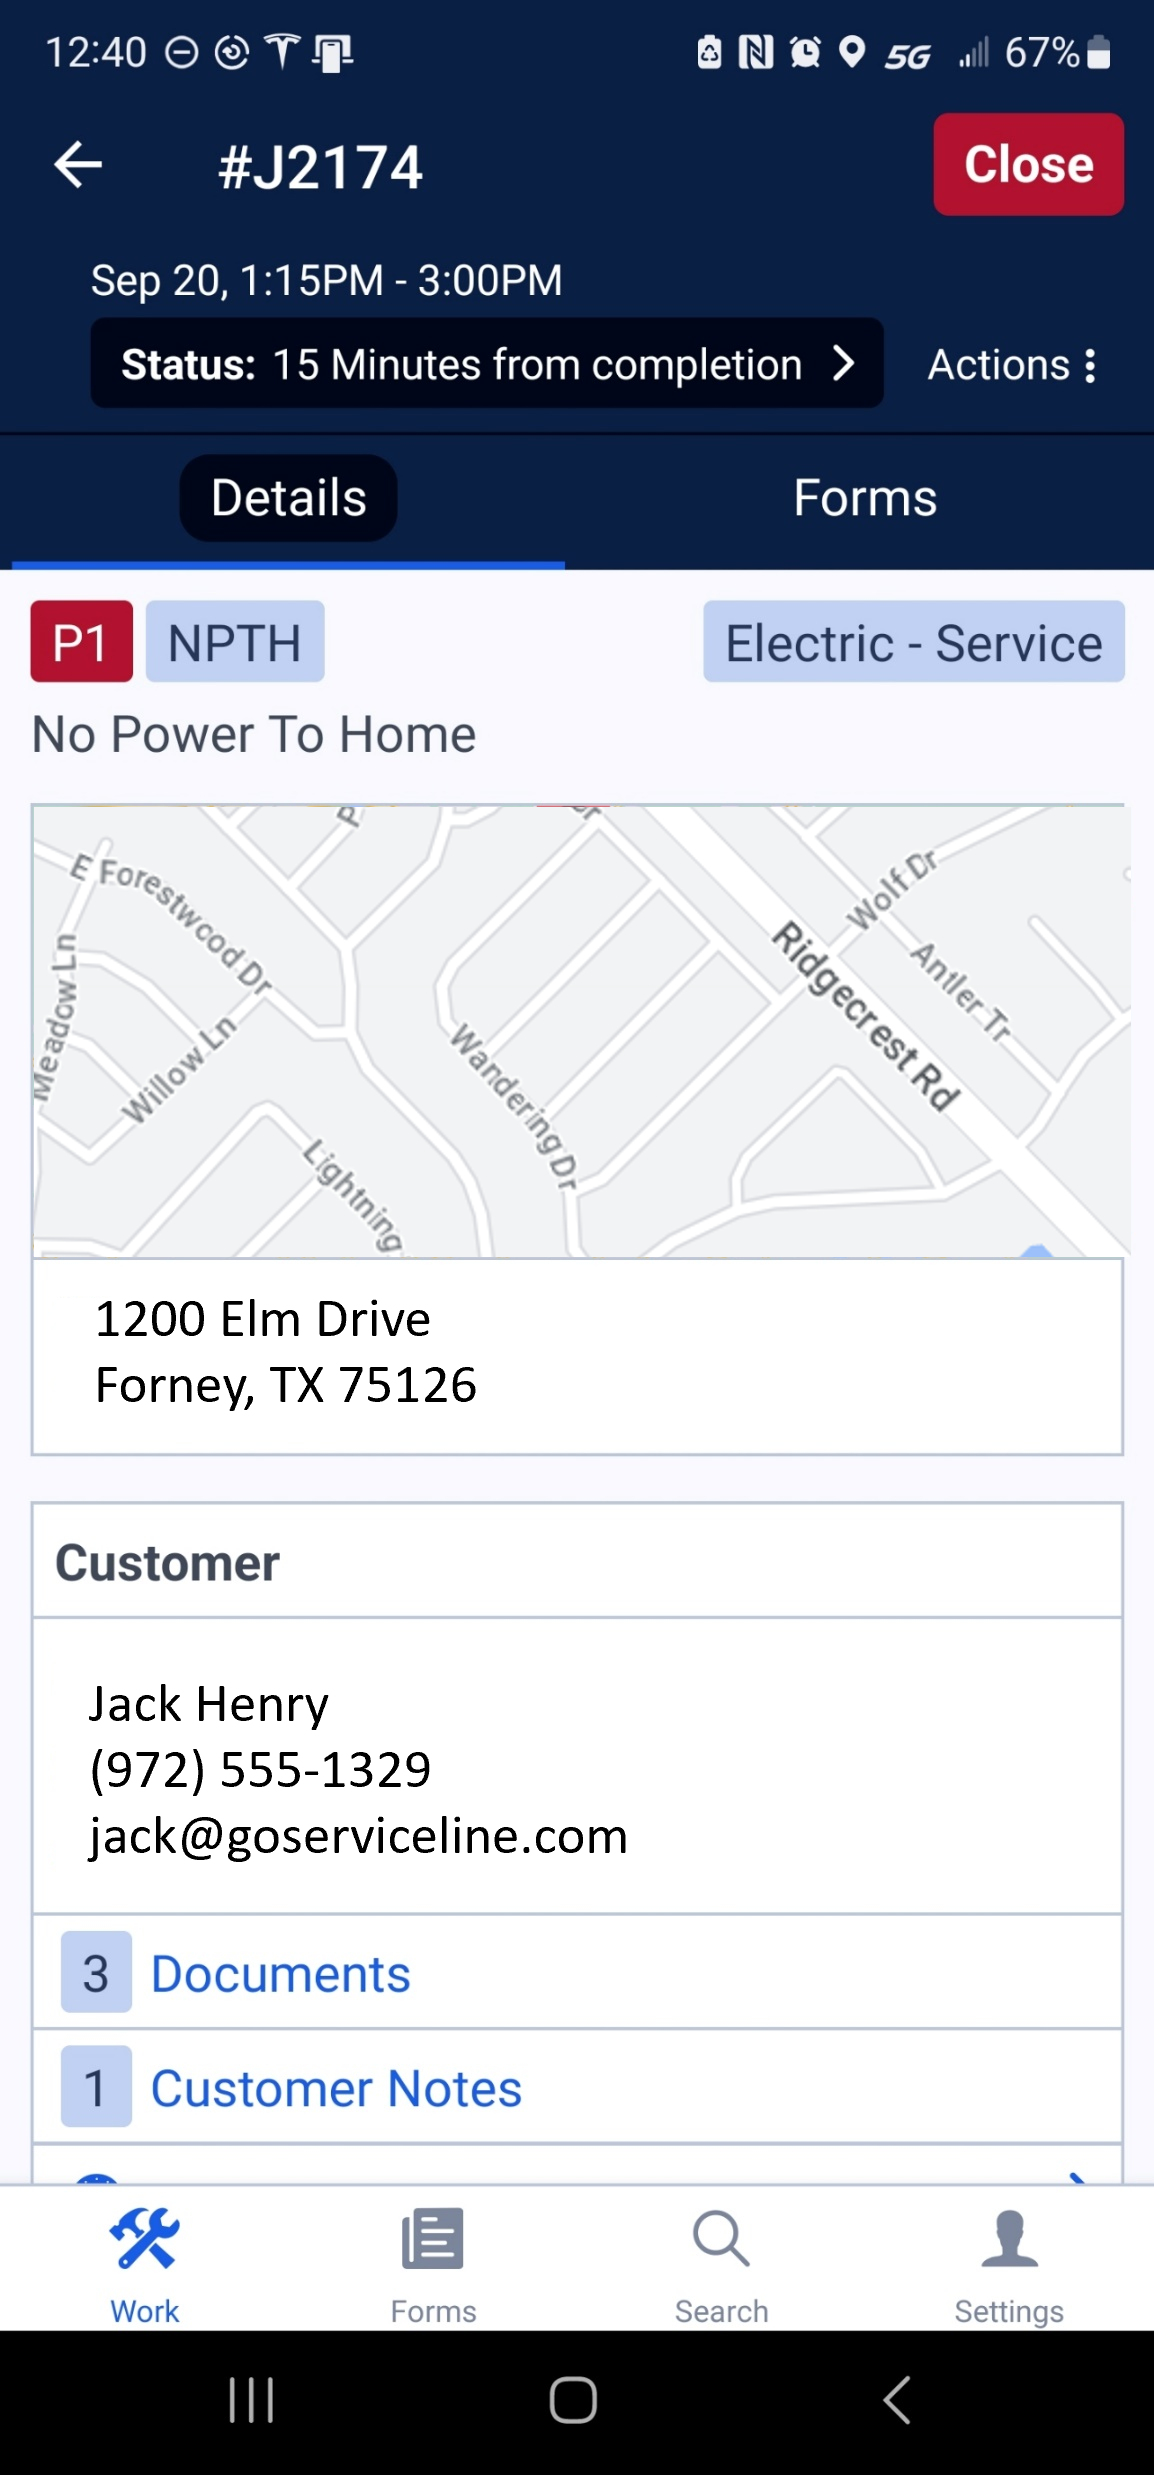 12:40
5G 67%
#J2174
Close
Sep 20, 1:15PM - 3:00PM
Status: 15 Minutes from completion
Actions
Details
Forms
P1
NPTH
Electric - Service
No Power To Home
E Forestwcod Dr
Meadow Ln
Willow Ln
Lightning
Wandering Dr
Ridgecrest Rd
Wolf Dr
Antler Tr
1200 Elm Drive
Forney, TX 75126
Customer
Jack Henry
(972) 555-1329
jack@goserviceline.com
3 Documents
1 Customer Notes
Work
Forms
Search
Settings